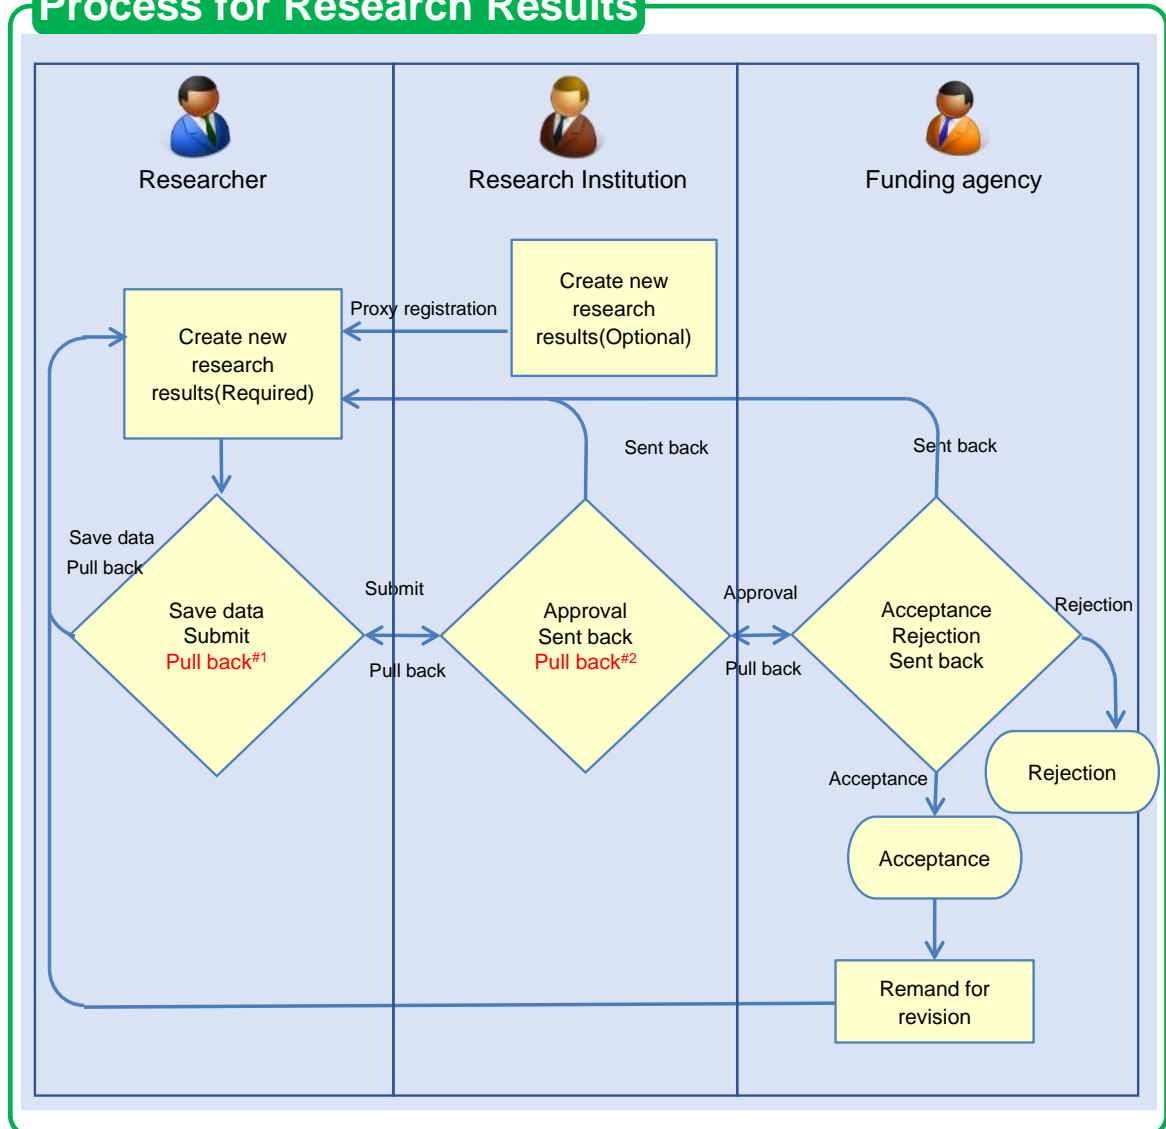 Process for Research Results
Researcher
Research Institution
Funding agency
Create new
research
results(Optional)
Proxy registration
Create new
research
results(Required)
Sent back
Sent back
Save data
Pull back
Submit
Pull back
Approval
Pull back
Rejection
Save data
Submit
Pull back#1
Approval
Sent back
Pull back#2
Acceptance
Rejection
Sent back
Rejection
Acceptance
Acceptance
Remand for
revision